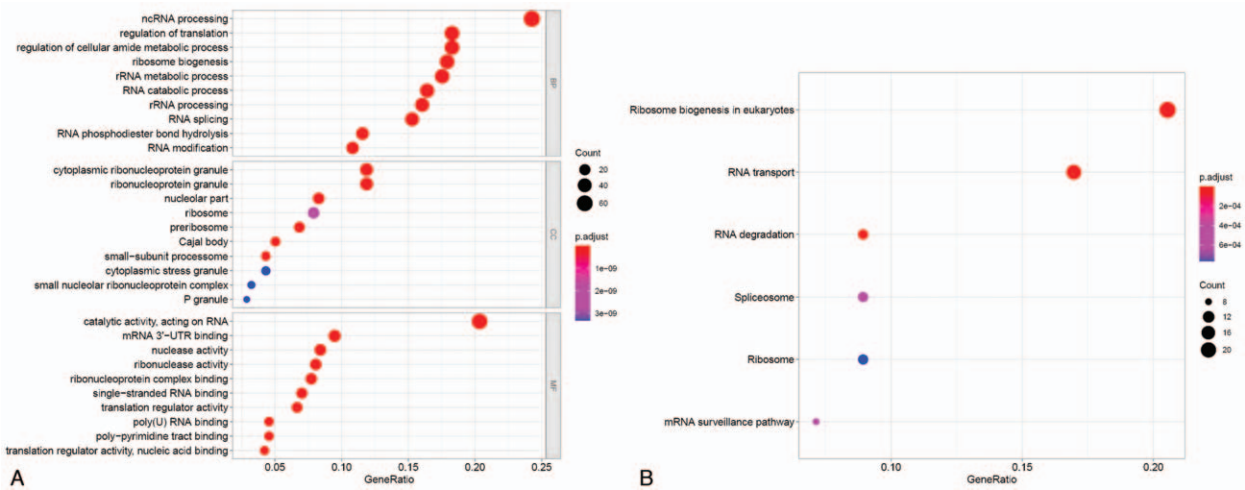 ncRNA processing
regulation of translation
regulation of cellular amide metabolic process
ribosome biogenesis
rRNA metabolic process
RNA catabolic process
rRNA processing
RNA splicing
RNA phosphodiester bond hydrolysis
RNA modification
BP
cytoplasmic ribonucleoprotein granule
ribonucleoprotein granule
nucleolar part
ribosome
preribosome
Cajal body
small-subunit processome
cytoplasmic stress granule
small nucleolar ribonucleoprotein complex
P granule
CC
catalytic activity, acting on RNA
mRNA 3'-UTR binding
nuclease activity
ribonuclease activity
ribonucleoprotein complex binding
single-stranded RNA binding
translation regulator activity
poly(U) RNA binding
poly-pyrimidine tract binding
translation regulator activity, nucleic acid binding
MF
0.05 0.10 0.15 0.20 0.25
GeneRatio
Count
20
40
60
p.adjust
1e-09
2e-09
3e-09
A
Ribosome biogenesis in eukaryotes
RNA transport
RNA degradation
Spliceosome
Ribosome
mRNA surveillance pathway
0.10 0.15 0.20
GeneRatio
p.adjust
2e-04
4e-04
6e-04
Count
8
12
16
20
B